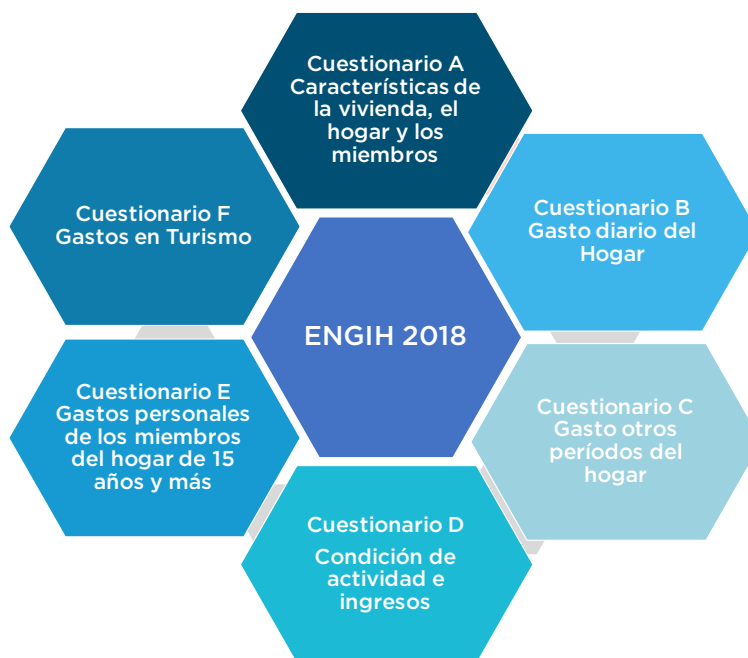 Cuestionario A
Características de
la vivienda, el
hogar y los
miembros
Cuestionario B
Gasto diario del
Hogar
Cuestionario C
Gasto otros
períodos del
hogar
Cuestionario D
Condición de
actividad e
ingresos
Cuestionario E
Gastos personales
de los miembros
del hogar de 15
años y más
Cuestionario F
Gastos en Turismo
ENGIH 2018